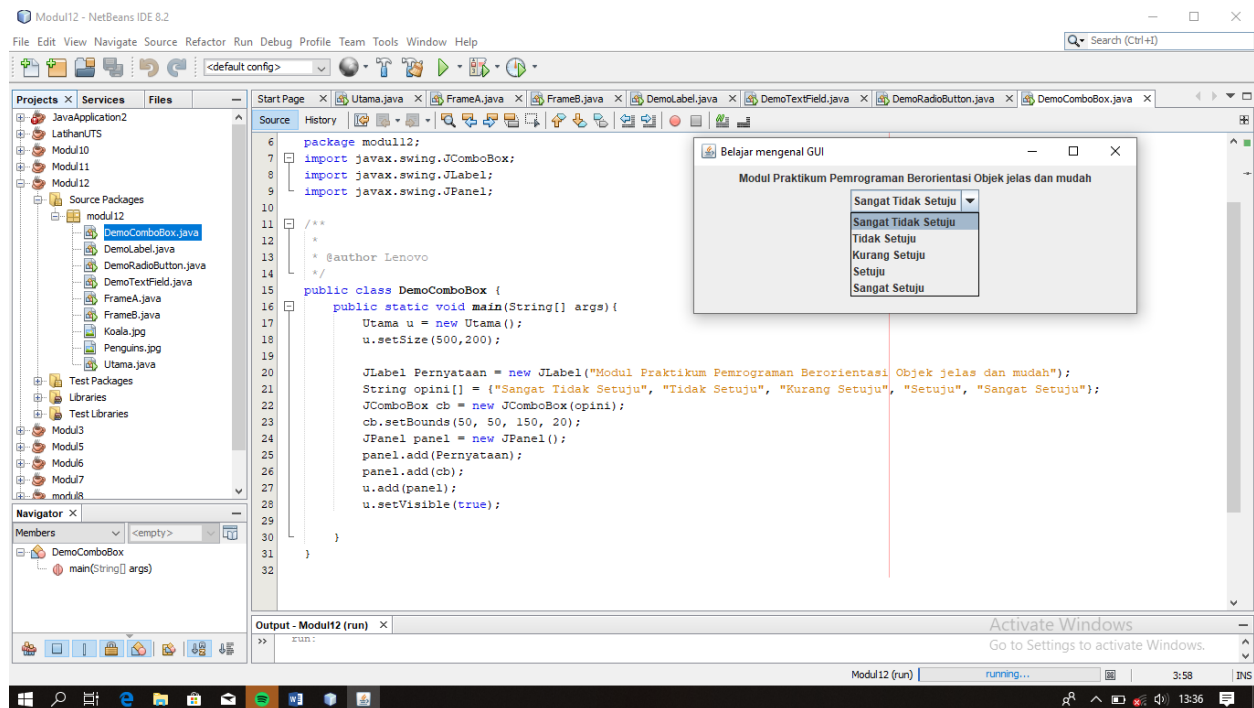 Modul12 - NetBeans IDE 8.2
File Edit View Navigate Source Refactor Run Debug Profile Team Tools Window Help
Search (Ctrl+I)
<default config>
Projects Services Files
Start Page Utama.java FrameA.java FrameB.java DemoLabel.java DemoTextField.java DemoRadioButton.java DemoComboBox.java
JavaApplication2
LatihanUTS
Modul10
Modul11
Modul12
Source Packages
modul12
DemoComboBox.java
DemoLabel.java
DemoRadioButton.java
DemoTextField.java
FrameA.java
FrameB.java
Koala.jpg
Penguins.jpg
Utama.java
Test Packages
Libraries
Test Libraries
Modul3
Modul5
Modul6
Modul7
modul8
Navigator
Members <empty>
DemoComboBox
main(String[] args)
Source History
6 package modul12;
7 import javax.swing.JComboBox;
8 import javax.swing.JLabel;
9 import javax.swing.JPanel;
10
11 /**
12 *
13 * @author Lenovo
14 */
15 public class DemoComboBox {
16 public static void main(String[] args){
17 Utama u = new Utama();
18 u.setSize(500,200);
19
20 JLabel Pernyataan = new JLabel("Modul Praktikum Pemrograman Berorientasi Objek jelas dan mudah");
21 String opini[] = {"Sangat Tidak Setuju", "Tidak Setuju", "Kurang Setuju", "Setuju", "Sangat Setuju"};
22 JComboBox cb = new JComboBox(opini);
23 cb.setBounds(50, 50, 150, 20);
24 JPanel panel = new JPanel();
25 panel.add(Pernyataan);
26 panel.add(cb);
27 u.add(panel);
28 u.setVisible(true);
29
30 }
31 }
32
Belajar mengenal GUI
Modul Praktikum Pemrograman Berorientasi Objek jelas dan mudah
Sangat Tidak Setuju
Sangat Tidak Setuju
Tidak Setuju
Kurang Setuju
Setuju
Sangat Setuju
Output - Modul12 (run)
run:
Activate Windows
Go to Settings to activate Windows.
Modul12 (run) running... 3:58 INS
13:36